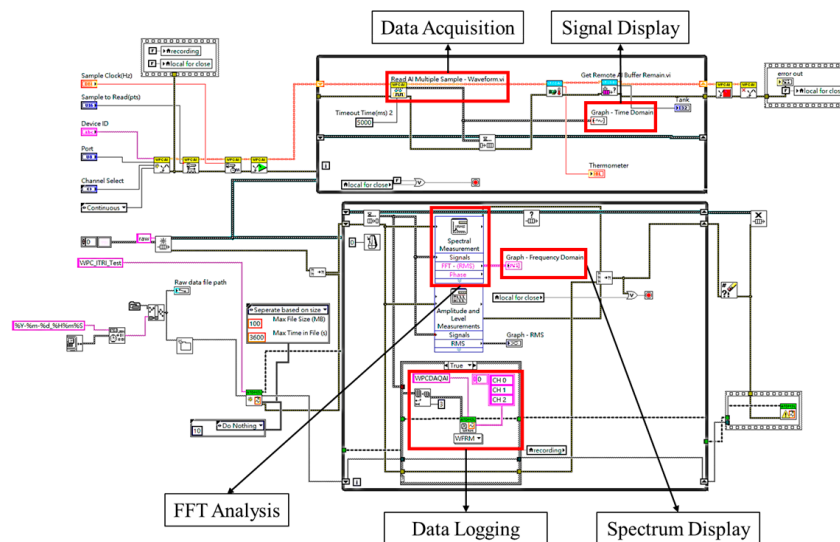 Data Acquisition
Signal Display
recording
local for close
Sample Clock(Hz)
Read AI Multiple Sample - Waveform.vi
Get Remote AI Buffer Remain.vi
error out
local for close
Sample to Read(pts)
Timeout Time(ms) 2
5000
Graph - Time Domain
Tank
Device ID
Port
Channel Select
Continuous
Thermometer
local for close
i
raw
WPC_ITRI_Test
Raw data file path
%Y-%m-%d_%H%m%S
Seperate based on size
Max File Size (MB)
100
Max Time in File (s)
3600
Do Nothing
10
Spectral
Measurement
Signals
FFT - (RMS)
Phase
Graph - Frequency Domain
local for close
Amplitude and
Level
Measurements
Signals
RMS
Graph - RMS
True
WPCDAQAI
0
CH 0
CH 1
CH 2
WFRM
recording
i
FFT Analysis
Data Logging
Spectrum Display